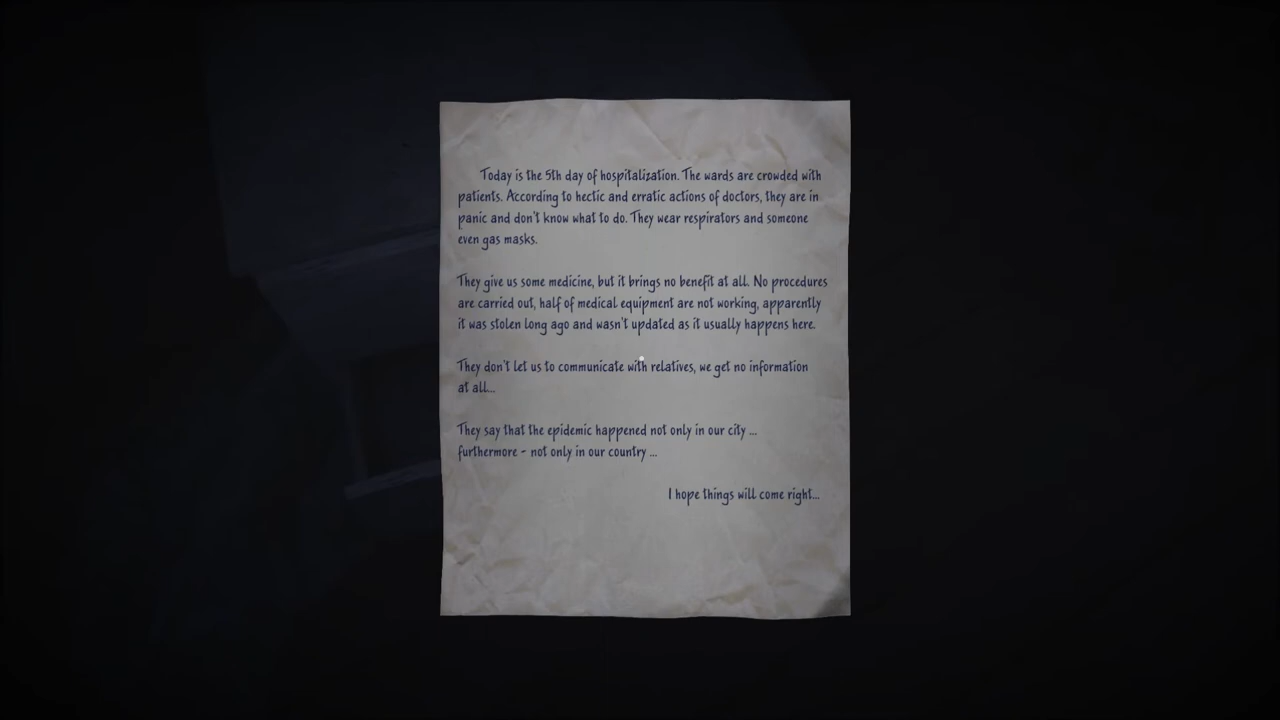 Today is the 5th day of hospitalization. The wards are crowded with
patients. According to hectic and erratic actions of doctors, they are in
panic and don't know what to do. They wear respirators and someone
even gas masks.
They give us some medicine, but it brings no benefit at all. No procedures
are carried out, half of medical equipment are not working, apparently
it was stolen long ago and wasn't updated as it usually happens here.
They don't let us to communicate with relatives, we get no information
at all...
They say that the epidemic happened not only in our city ...
furthermore - not only in our country ...
I hope things will come right...